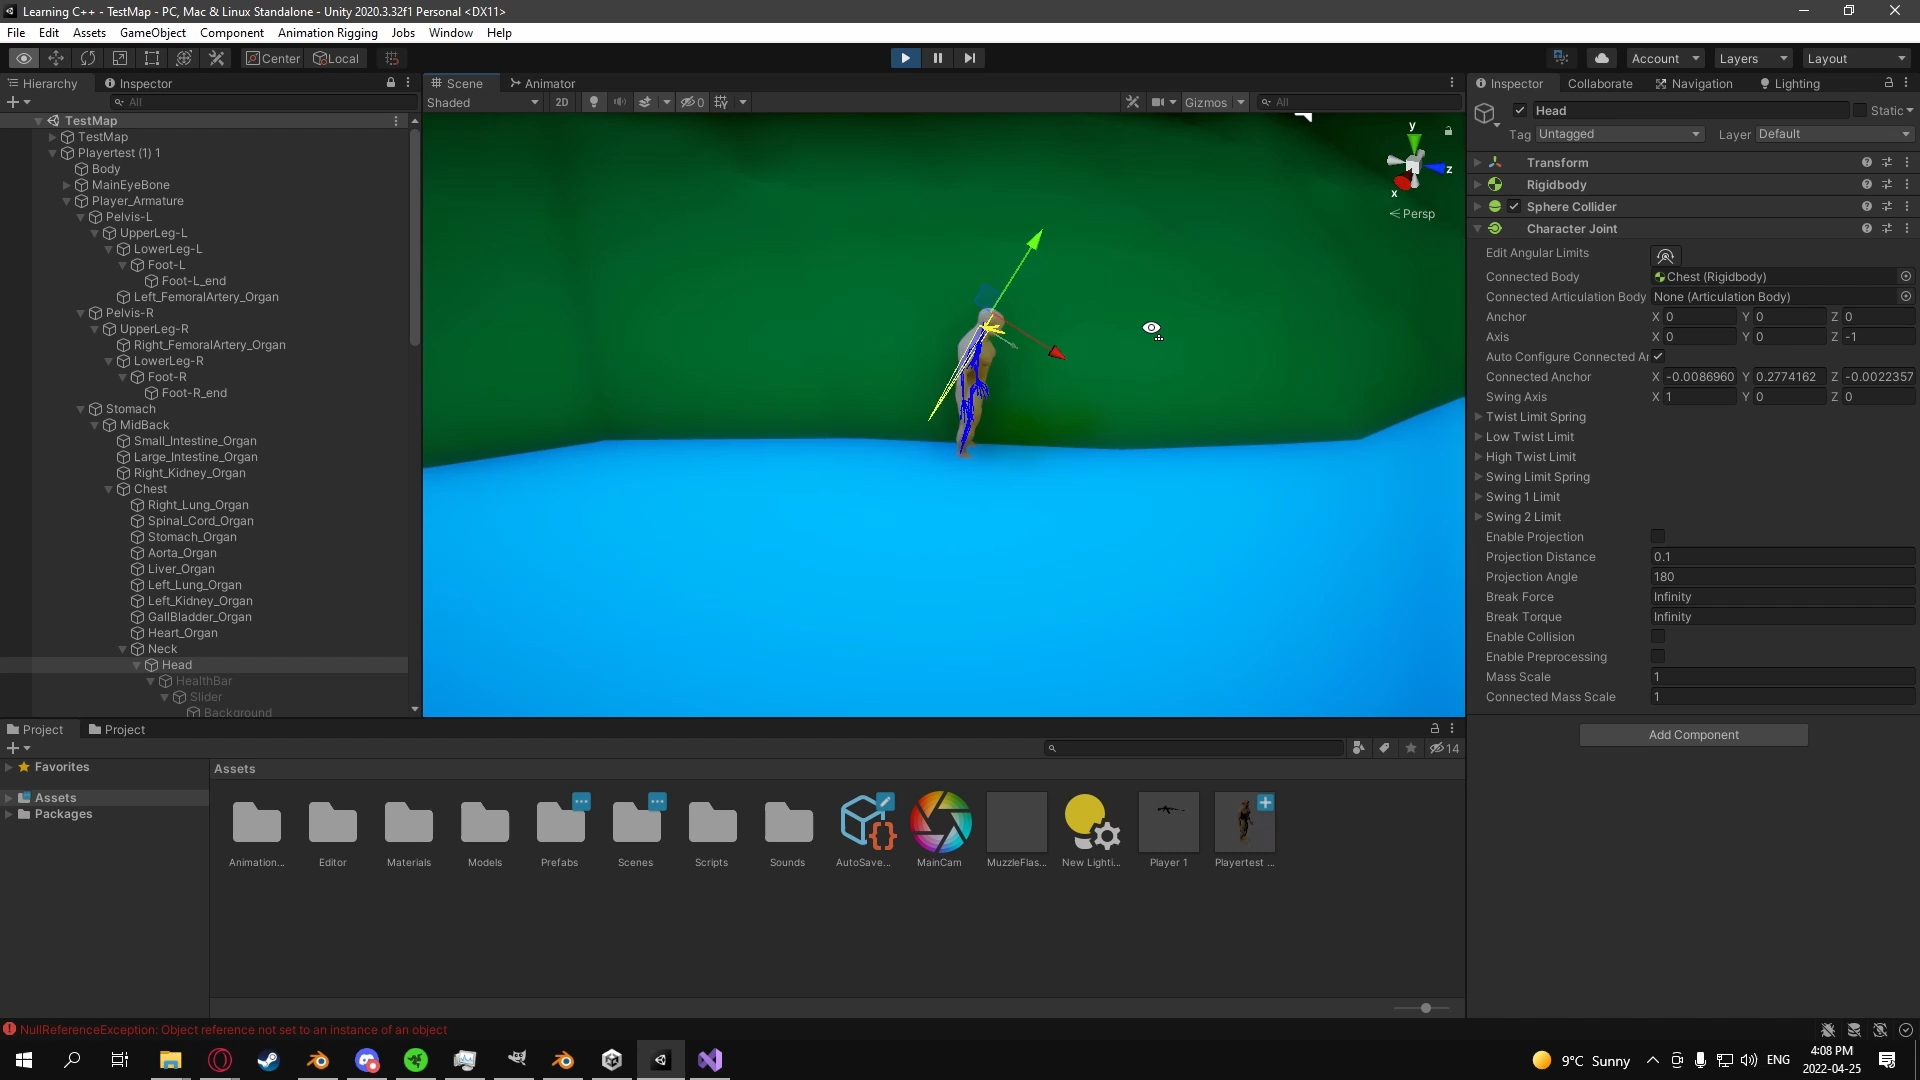 Learning C++ - TestMap - PC, Mac & Linux Standalone - Unity 2020.3.32f1 Personal <DX11>
File Edit Assets GameObject Component Animation Rigging Jobs Window Help
Center Local Account Layers Layout
Hierarchy Inspector
All
TestMap
TestMap
Playertest (1) 1
Body
MainEyeBone
Player_Armature
Pelvis-L
UpperLeg-L
LowerLeg-L
Foot-L
Foot-L_end
Left_FemoralArtery_Organ
Pelvis-R
UpperLeg-R
Right_FemoralArtery_Organ
LowerLeg-R
Foot-R
Foot-R_end
Stomach
MidBack
Small_Intestine_Organ
Large_Intestine_Organ
Right_Kidney_Organ
Chest
Right_Lung_Organ
Spinal_Cord_Organ
Stomach_Organ
Aorta_Organ
Liver_Organ
Left_Lung_Organ
Left_Kidney_Organ
GallBladder_Organ
Heart_Organ
Neck
Head
HealthBar
Slider
Background
Scene Animator
Shaded 2D 0 Gizmos All
y
z
x
Persp
Inspector Collaborate Navigation Lighting
Head Static
Tag Untagged Layer Default
Transform
Rigidbody
Sphere Collider
Character Joint
Edit Angular Limits
Connected Body Chest (Rigidbody)
Connected Articulation Body None (Articulation Body)
Anchor X 0 Y 0 Z 0
Axis X 0 Y 0 Z -1
Auto Configure Connected Ar
Connected Anchor X -0.0086960 Y 0.2774162 Z -0.0022357
Swing Axis X 1 Y 0 Z 0
Twist Limit Spring
Low Twist Limit
High Twist Limit
Swing Limit Spring
Swing 1 Limit
Swing 2 Limit
Enable Projection
Projection Distance 0.1
Projection Angle 180
Break Force Infinity
Break Torque Infinity
Enable Collision
Enable Preprocessing
Mass Scale 1
Connected Mass Scale 1
Add Component
Project Project
14
Favorites
Assets
Packages
Assets
Animation... Editor Materials Models Prefabs Scenes Scripts Sounds AutoSave... MainCam MuzzleFlas... New Lighti... Player 1 Playertest ...
NullReferenceException: Object reference not set to an instance of an object
9°C Sunny ENG
4:08 PM
2022-04-25